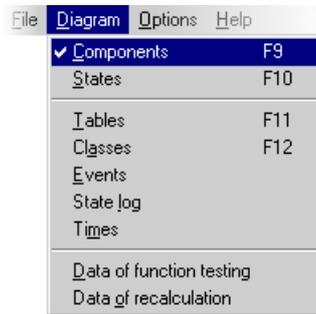 File Diagram Options Help
Components F9
States F10
Tables F11
Classes F12
Events
State log
Times
Data of function testing
Data of recalculation